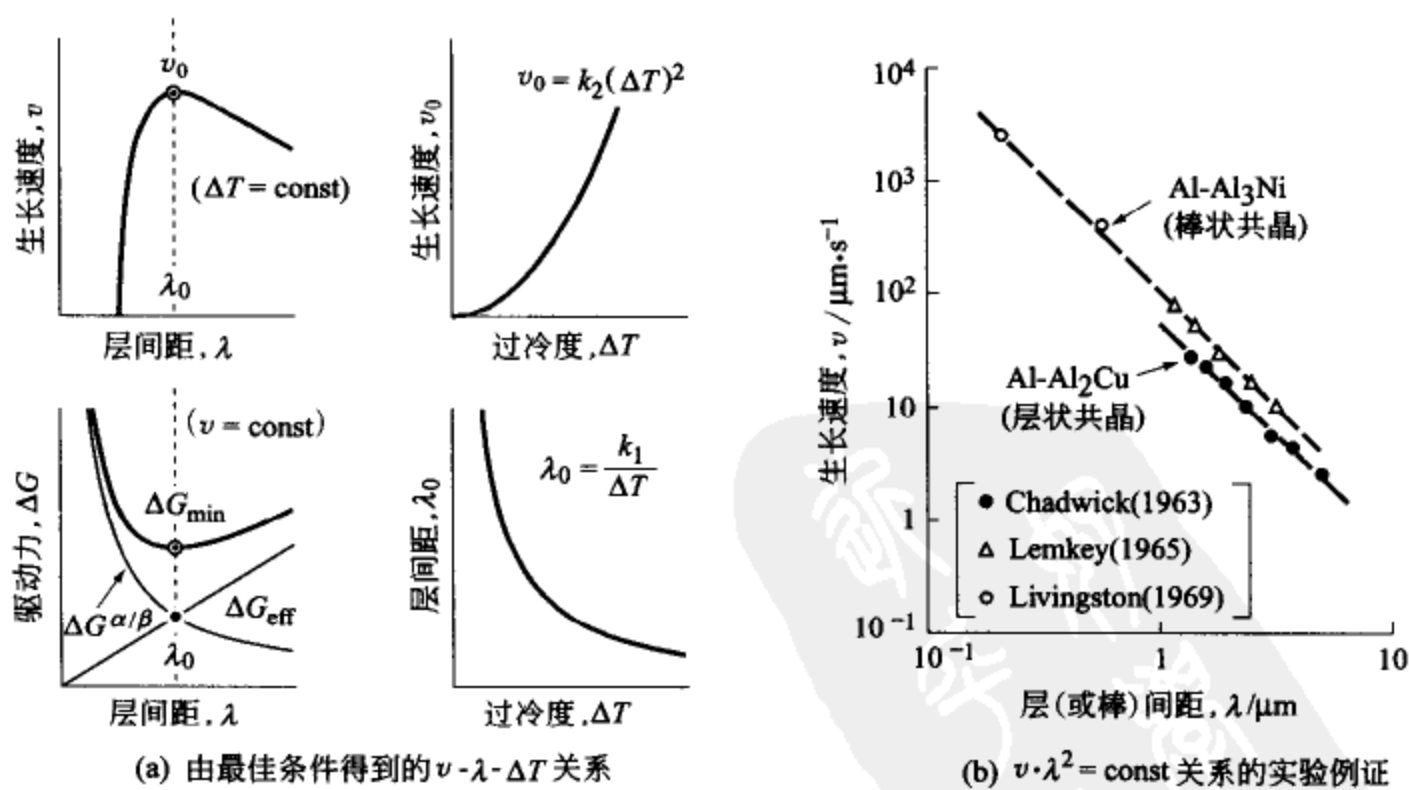 v₀
(ΔT = const)
λ₀
生长速度, v
层间距, λ
v₀ = k₂(ΔT)²
生长速度, v₀
过冷度, ΔT
(v = const)
ΔGmin
ΔG^α/β
ΔGeff
λ₀
驱动力, ΔG
层间距, λ
λ₀ = k₁/ΔT
层间距, λ₀
过冷度, ΔT
(a) 由最佳条件得到的 v-λ-ΔT 关系
10⁴
10³
10²
10
1
10⁻¹
生长速度, v / μm·s⁻¹
Al-Al₃Ni
(棒状共晶)
Al-Al₂Cu
(层状共晶)
Chadwick(1963)
Lemkey(1965)
Livingston(1969)
10⁻¹ 1 10
层(或棒)间距, λ/μm
(b) v·λ² = const 关系的实验例证